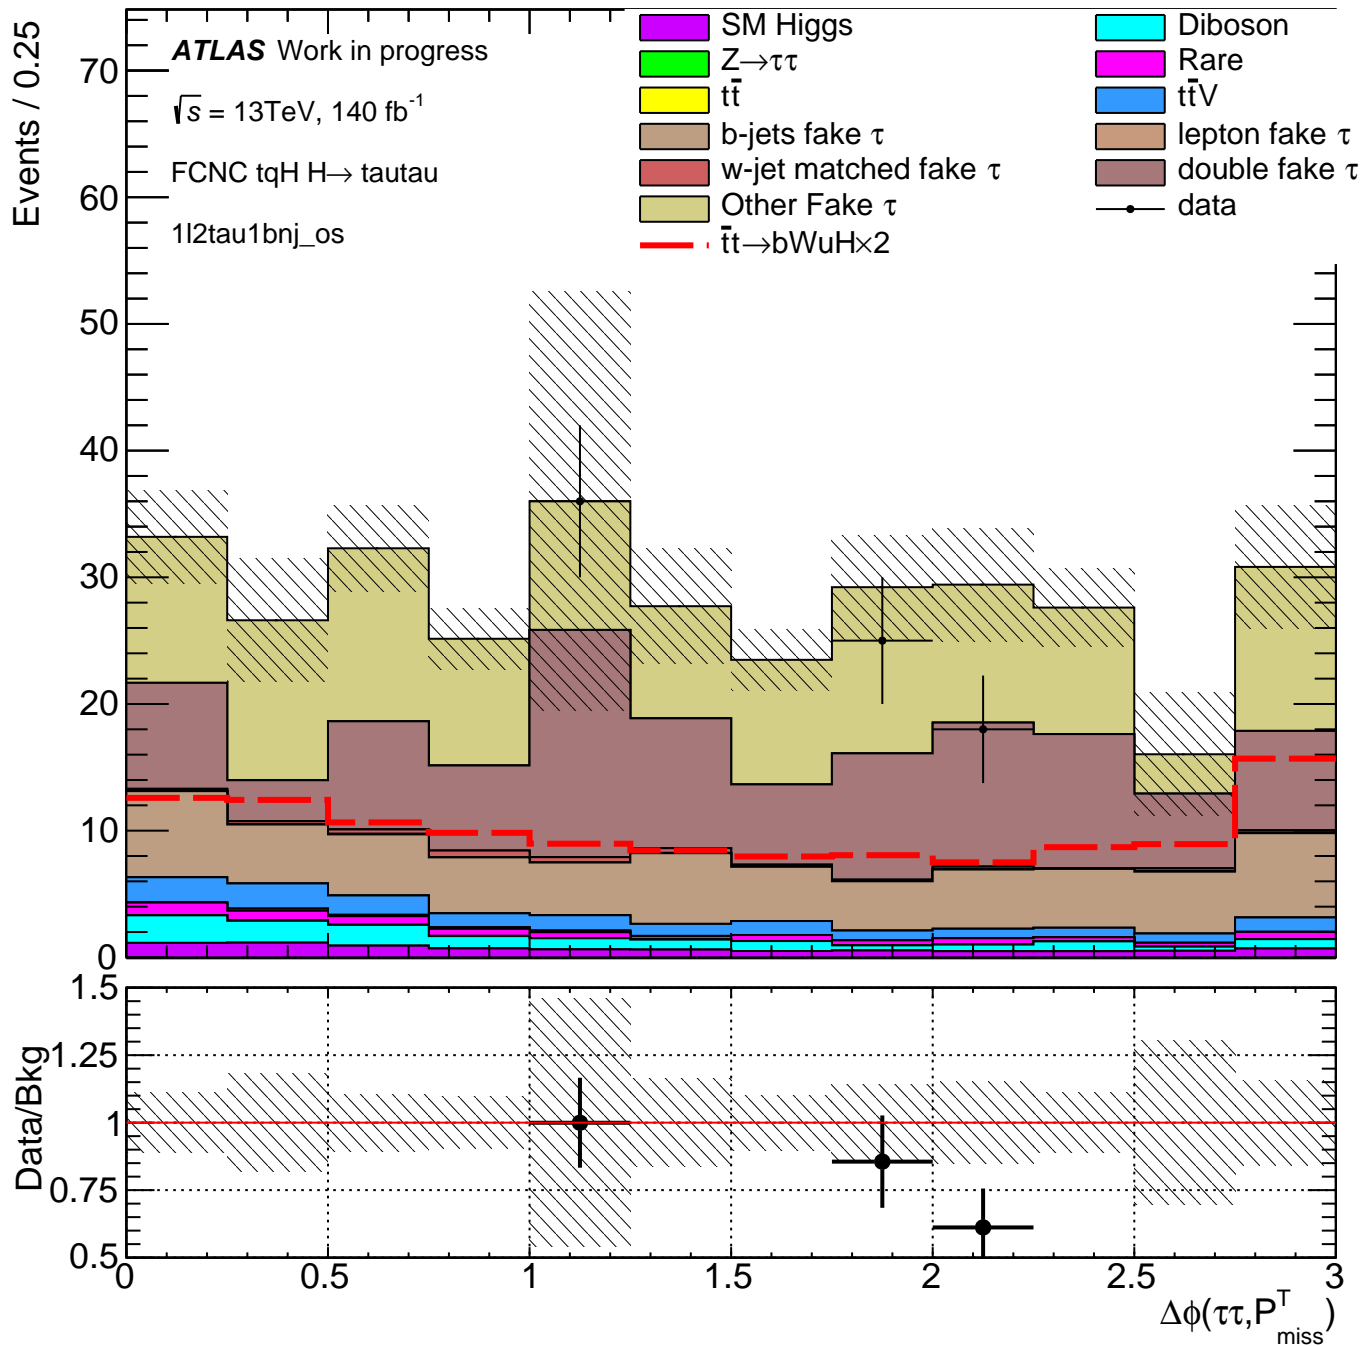 Events / 0.25
70
60
50
40
30
20
10
0
ATLAS Work in progress
√s = 13TeV, 140 fb⁻¹
FCNC tqH H→ tautau
1l2tau1bnj_os
SM Higgs
Z→ττ
tt̄
b-jets fake τ
w-jet matched fake τ
Other Fake τ
t̄t→bWuH×2
Diboson
Rare
tt̄V
lepton fake τ
double fake τ
data
Data/Bkg
1.5
1.25
1
0.75
0.5
0 0.5 1 1.5 2 2.5 3
Δϕ(ττ,P^T_miss)